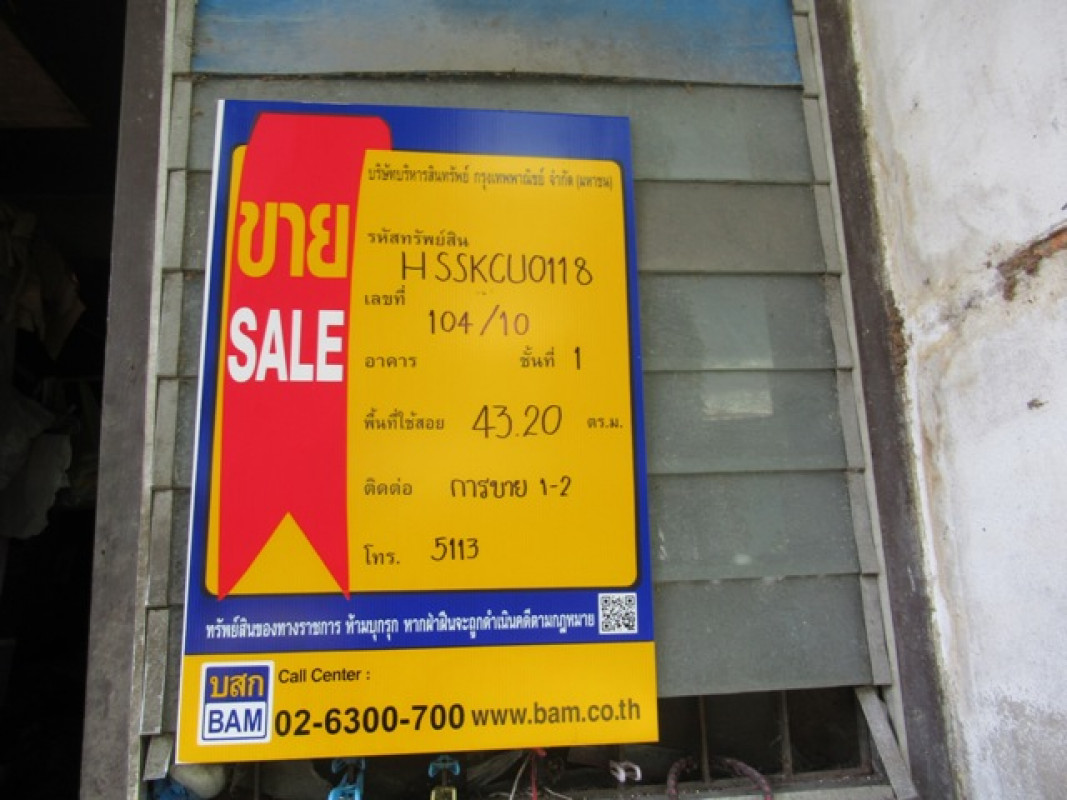 บริษัทบริหารสินทรัพย์ กรุงเทพพาณิชย์ จำกัด (มหาชน)
ขาย
SALE
รหัสทรัพย์สิน
HSSKCU0118
เลขที่ 104/10
อาคาร ชั้นที่ 1
พื้นที่ใช้สอย 43.20 ตร.ม.
ติดต่อ การขาย 1-2
โทร. 5113
ทรัพย์สินของทางราชการ ห้ามบุกรุก หากฝ่าฝืนจะถูกดำเนินคดีตามกฎหมาย
บสก
BAM
Call Center :
02-6300-700 www.bam.co.th